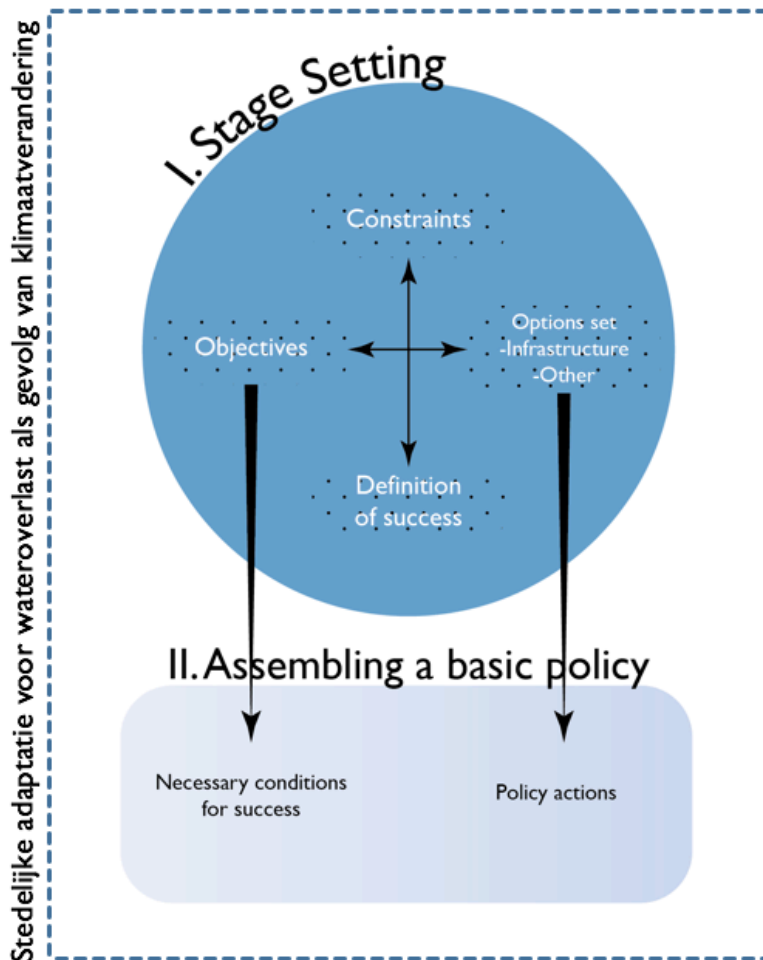 Stedelijke adaptatie voor wateroverlast als gevolg van klimaatverandering
I. Stage Setting
Constraints
Objectives
Options set
-Infrastructure
-Other
Definition
of success
II. Assembling a basic policy
Necessary conditions
for success
Policy actions